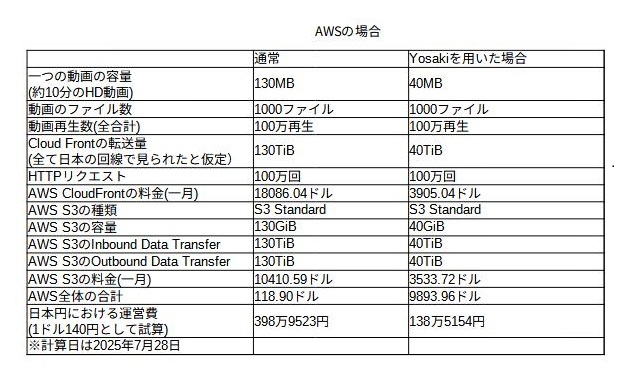 AWSの場合
通常 Yosakiを用いた場合
一つの動画の容量
(約10分のHD動画) 130MB 40MB
動画のファイル数 1000ファイル 1000ファイル
動画再生数(全合計) 100万再生 100万再生
Cloud Frontの転送量
(全て日本の回線で見られたと仮定) 130TiB 40TiB
HTTPリクエスト 100万回 100万回
AWS CloudFrontの料金(一月) 18086.04ドル 3905.04ドル
AWS S3の種類 S3 Standard S3 Standard
AWS S3の容量 130GiB 40GiB
AWS S3のInbound Data Transfer 130TiB 40TiB
AWS S3のOutbound Data Transfer 130TiB 40TiB
AWS S3の料金(一月) 10410.59ドル 3533.72ドル
AWS全体の合計 118.90ドル 9893.96ドル
日本円における運営費
(1ドル140円として試算) 398万9523円 138万5154円
※計算日は2025年7月28日